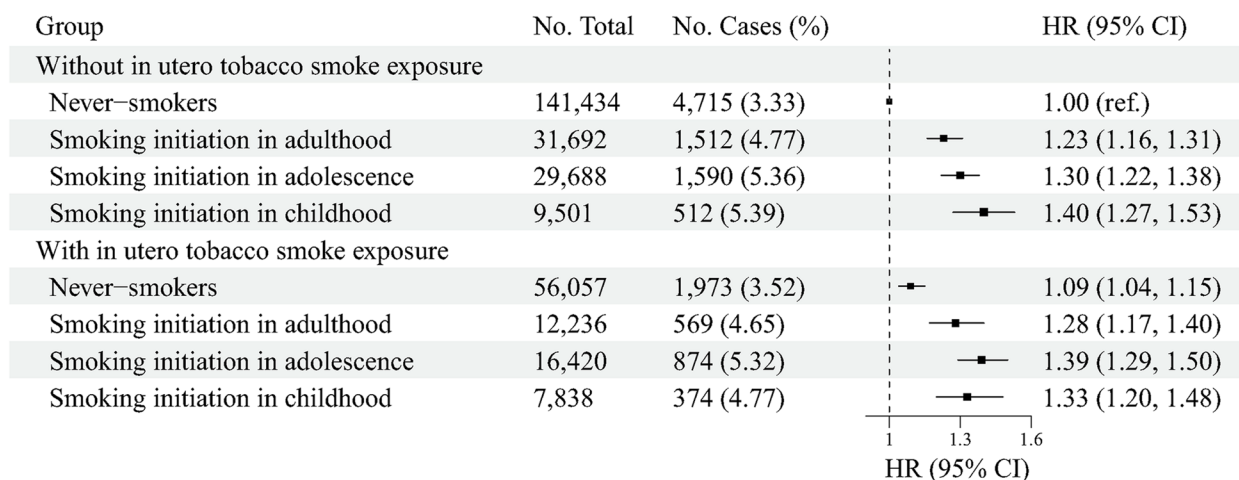 Group No. Total No. Cases (%) HR (95% CI)
Without in utero tobacco smoke exposure
Never−smokers 141,434 4,715 (3.33) 1.00 (ref.)
Smoking initiation in adulthood 31,692 1,512 (4.77) 1.23 (1.16, 1.31)
Smoking initiation in adolescence 29,688 1,590 (5.36) 1.30 (1.22, 1.38)
Smoking initiation in childhood 9,501 512 (5.39) 1.40 (1.27, 1.53)
With in utero tobacco smoke exposure
Never−smokers 56,057 1,973 (3.52) 1.09 (1.04, 1.15)
Smoking initiation in adulthood 12,236 569 (4.65) 1.28 (1.17, 1.40)
Smoking initiation in adolescence 16,420 874 (5.32) 1.39 (1.29, 1.50)
Smoking initiation in childhood 7,838 374 (4.77) 1.33 (1.20, 1.48)
1 1.3 1.6
HR (95% CI)